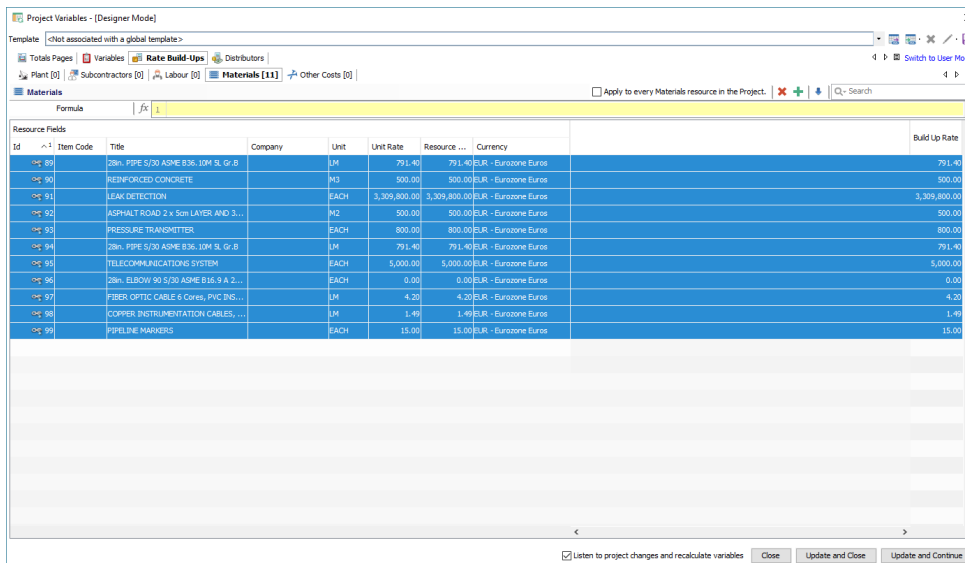 Project Variables - [Designer Mode]
Template <Not associated with a global template>
Totals Pages Variables Rate Build-Ups Distributors Switch to User Mo
Plant [0] Subcontractors [0] Labour [0] Materials [11] Other Costs [0]
Materials Apply to every Materials resource in the Project. Search
Formula fx 1
Resource Fields Build Up Rate
Id 1 Item Code Title Company Unit Unit Rate Resource ... Currency
89 28in. PIPE S/30 ASME B36.10M 5L Gr.B LM 791.40 791.40 EUR - Eurozone Euros 791.40
90 REINFORCED CONCRETE M3 500.00 500.00 EUR - Eurozone Euros 500.00
91 LEAK DETECTION EACH 3,309,800.00 3,309,800.00 EUR - Eurozone Euros 3,309,800.00
92 ASPHALT ROAD 2 x 5cm LAYER AND 3... M2 500.00 500.00 EUR - Eurozone Euros 500.00
93 PRESSURE TRANSMITTER EACH 800.00 800.00 EUR - Eurozone Euros 800.00
94 28in. PIPE S/30 ASME B36.10M 5L Gr.B LM 791.40 791.40 EUR - Eurozone Euros 791.40
95 TELECOMMUNICATIONS SYSTEM EACH 5,000.00 5,000.00 EUR - Eurozone Euros 5,000.00
96 28in. ELBOW 90 S/30 ASME B16.9 A 2... EACH 0.00 0.00 EUR - Eurozone Euros 0.00
97 FIBER OPTIC CABLE 6 Cores, PVC INS... LM 4.20 4.20 EUR - Eurozone Euros 4.20
98 COPPER INSTRUMENTATION CABLES, ... LM 1.49 1.49 EUR - Eurozone Euros 1.49
99 PIPELINE MARKERS EACH 15.00 15.00 EUR - Eurozone Euros 15.00
Listen to project changes and recalculate variables Close Update and Close Update and Continue